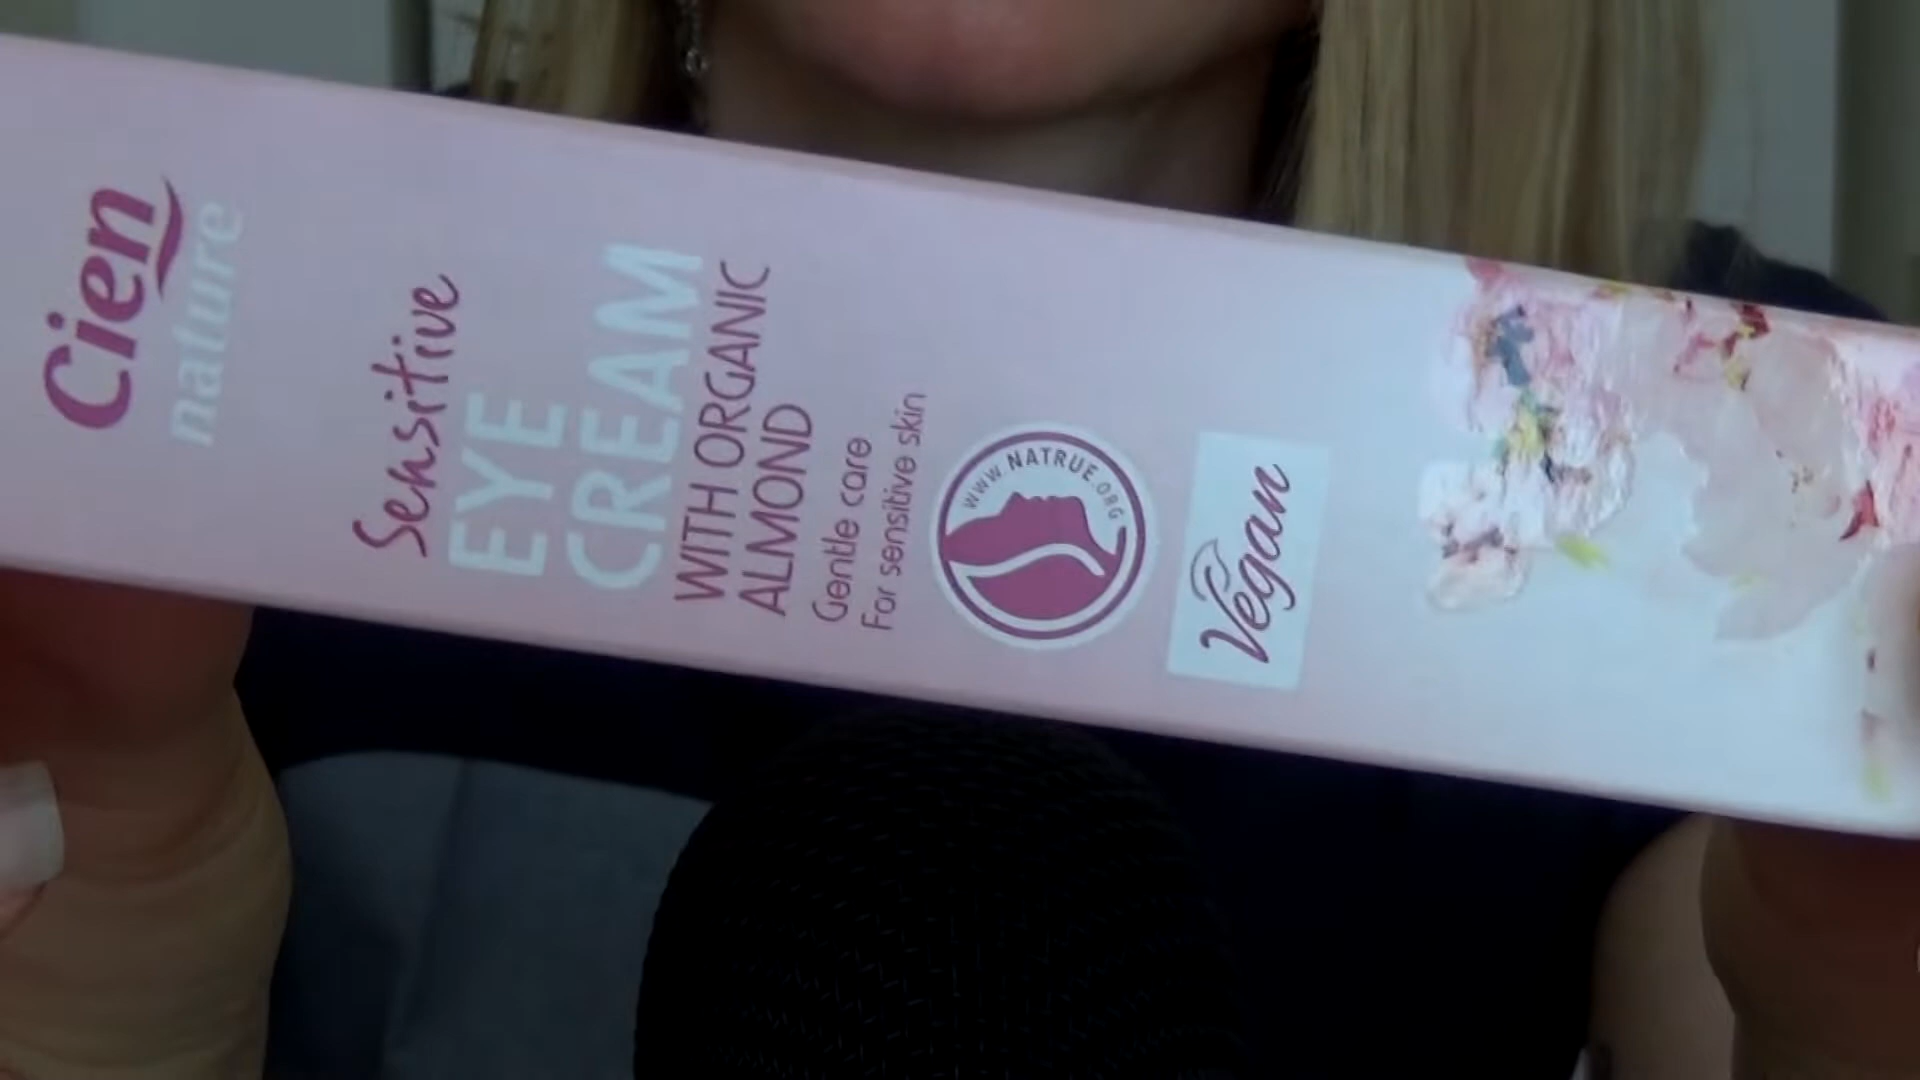 Cien
nature
Sensitive
EYE
CREAM
WITH ORGANIC
ALMOND
Gentle care
For sensitive skin
WWW.NATRUE.ORG
Vegan